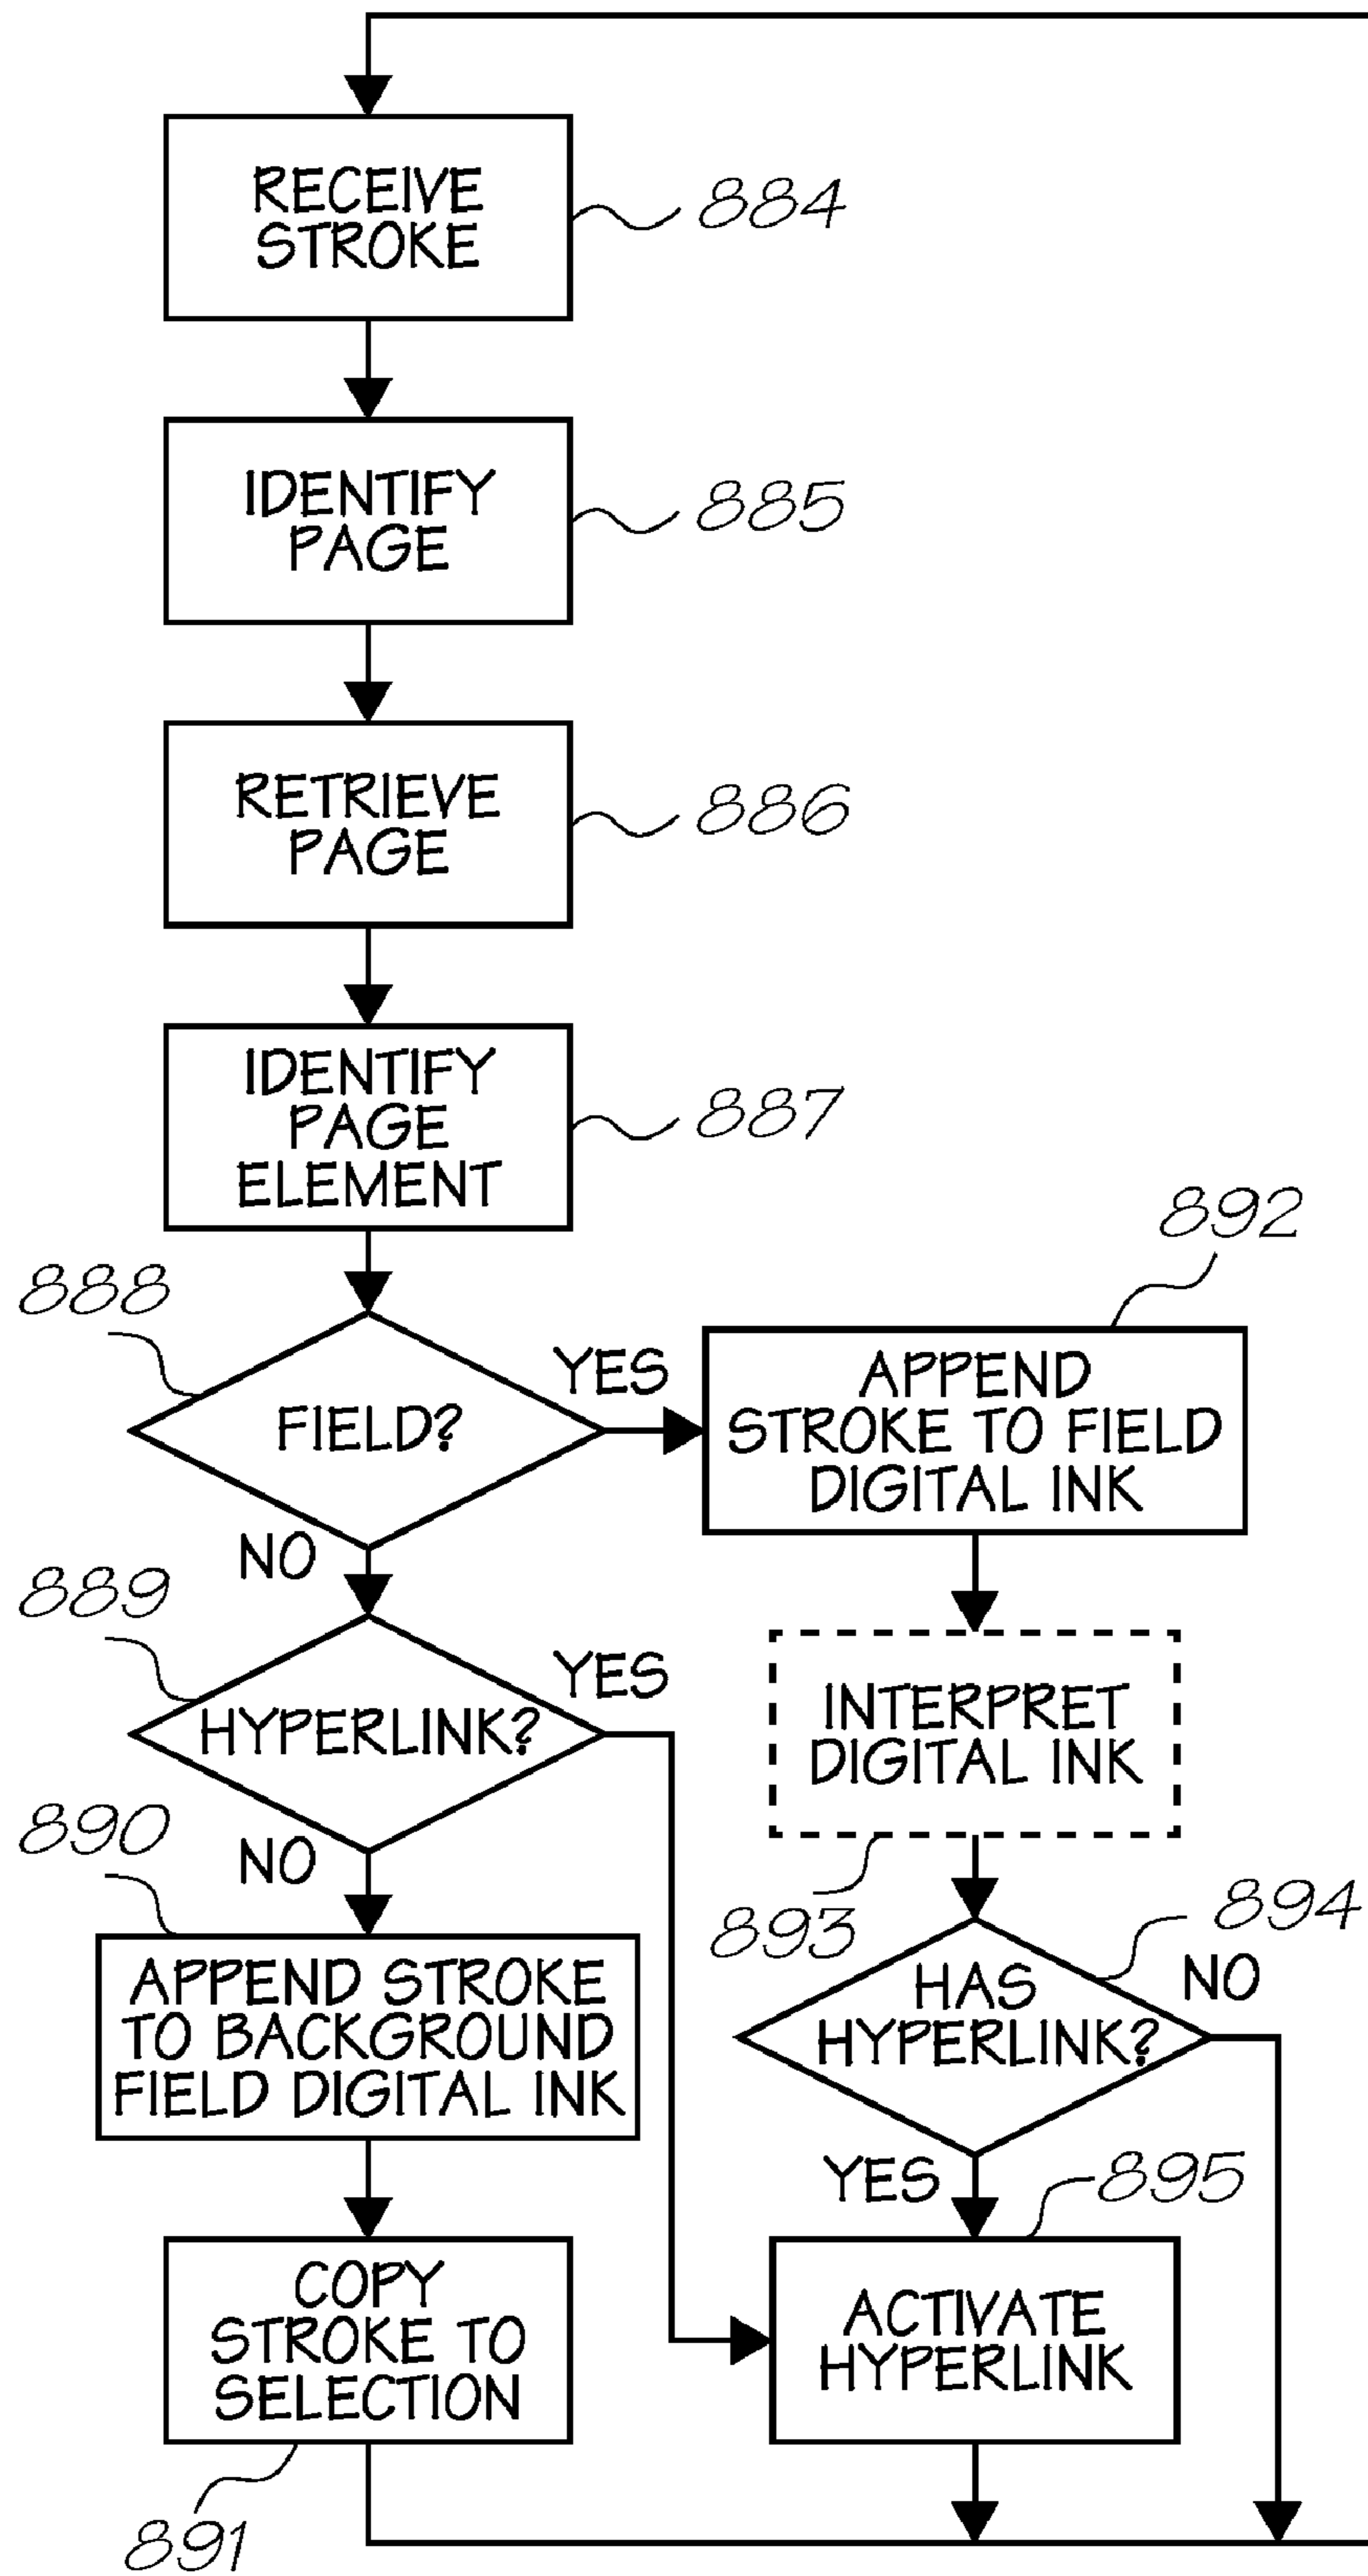 RECEIVE
STROKE
884
IDENTIFY
PAGE
885
RETRIEVE
PAGE
886
IDENTIFY
PAGE
ELEMENT
887
888
FIELD?
YES
NO
892
APPEND
STROKE TO FIELD
DIGITAL INK
889
HYPERLINK?
YES
NO
INTERPRET
DIGITAL INK
893
890
APPEND STROKE
TO BACKGROUND
FIELD DIGITAL INK
894
HAS
HYPERLINK?
NO
YES
COPY
STROKE TO
SELECTION
891
895
ACTIVATE
HYPERLINK